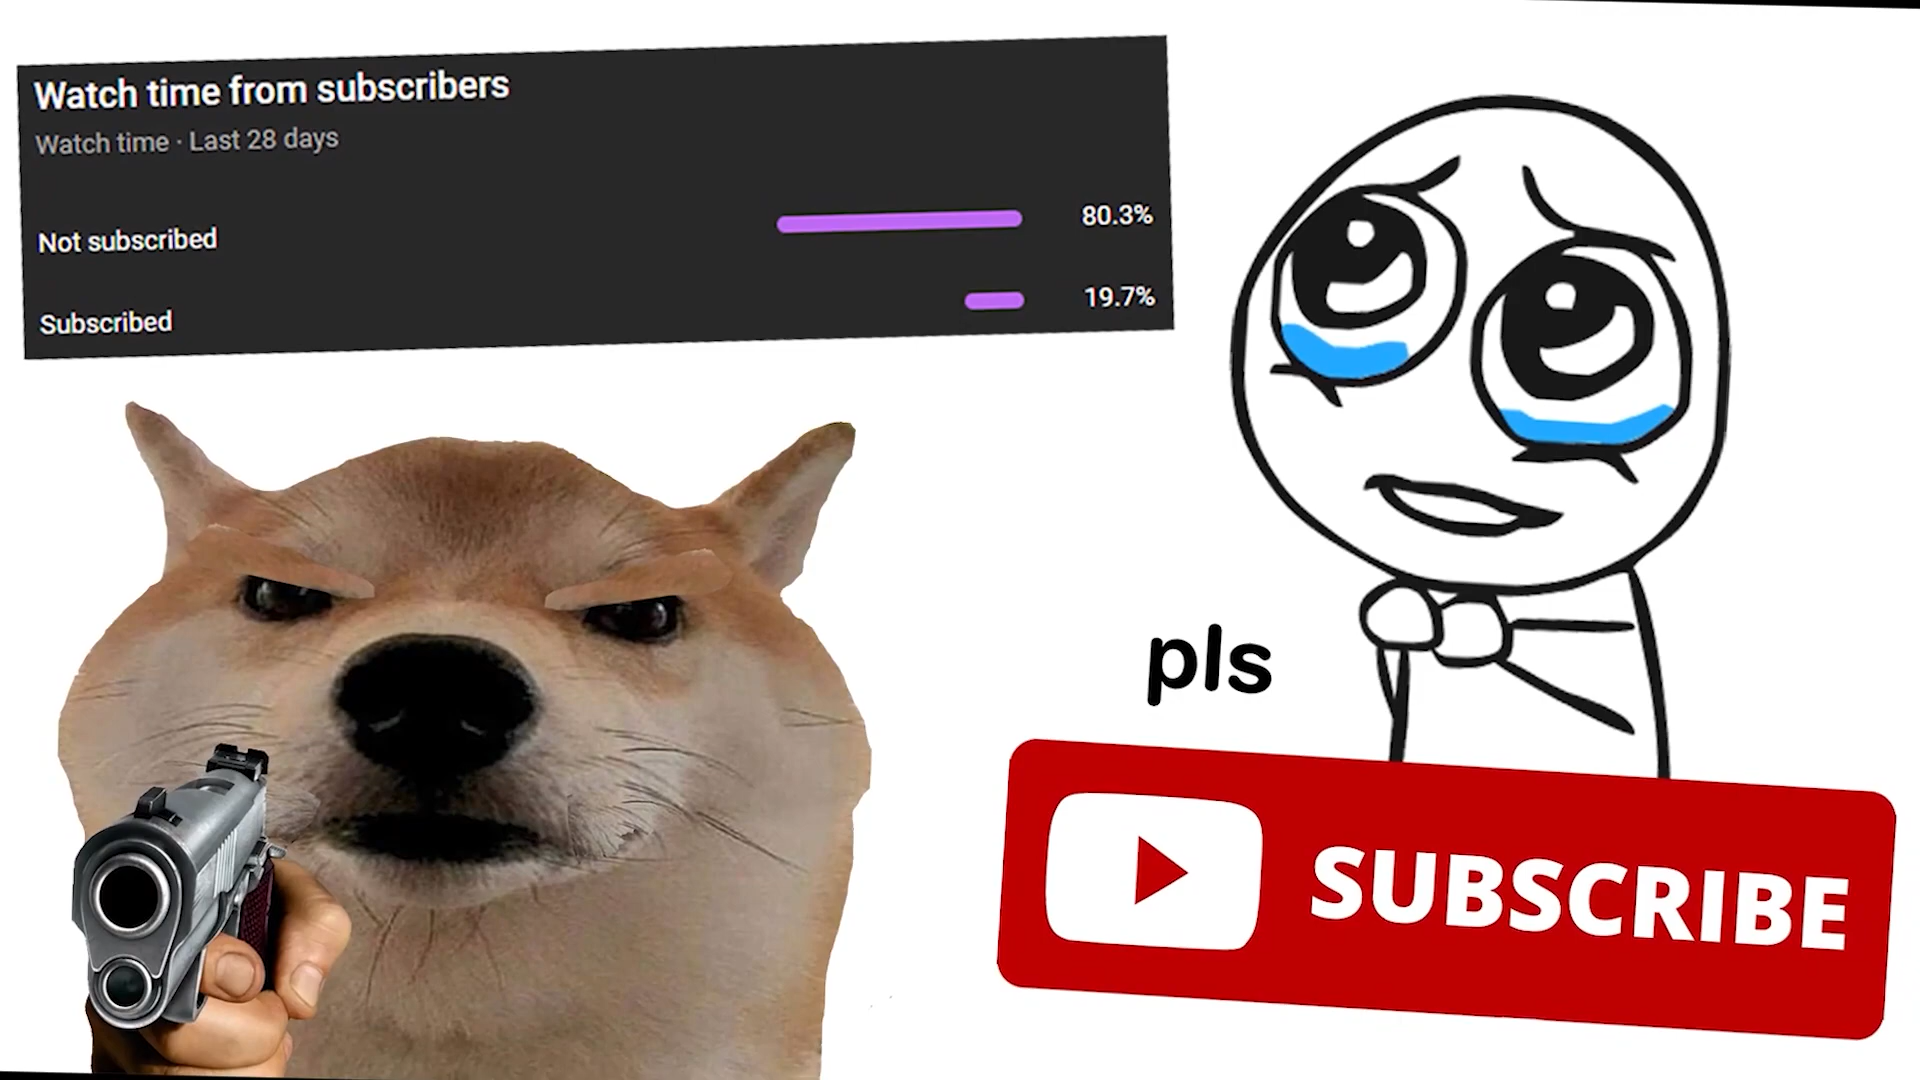 Watch time from subscribers
Watch time · Last 28 days
Not subscribed 80.3%
Subscribed 19.7%
pls
SUBSCRIBE